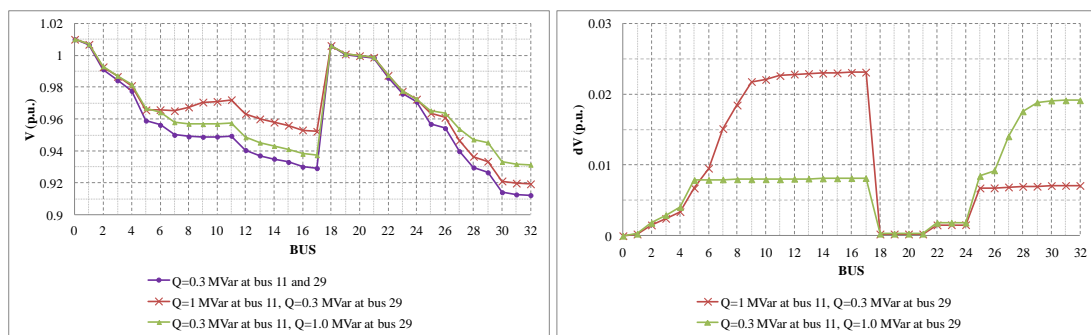 1.02
1
0.98
0.96
0.94
0.92
0.9
V (p.u.)
0 2 4 6 8 10 12 14 16 18 20 22 24 26 28 30 32
BUS
Q=0.3 MVar at bus 11 and 29
Q=1 MVar at bus 11, Q=0.3 MVar at bus 29
Q=0.3 MVar at bus 11, Q=1.0 MVar at bus 29
0.03
0.02
0.01
0
dV (p.u.)
0 2 4 6 8 10 12 14 16 18 20 22 24 26 28 30 32
BUS
Q=1 MVar at bus 11, Q=0.3 MVar at bus 29
Q=0.3 MVar at bus 11, Q=1.0 MVar at bus 29